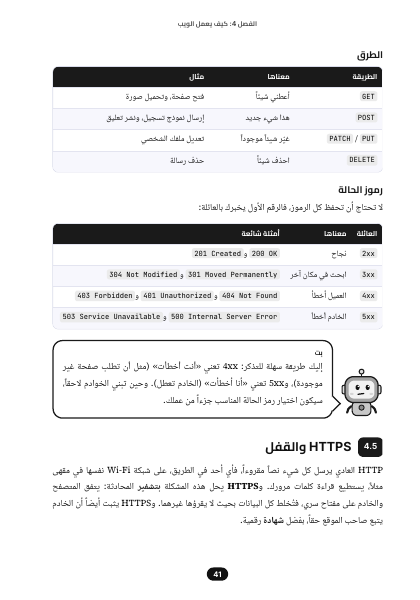 الفصل 4: كيف يعمل الويب
الطرق
الطريقة معناها مثال
GET أعطني شيئاً فتح صفحة، وتحميل صورة
POST هذا شيء جديد إرسال نموذج تسجيل، ونشر تعليق
PATCH / PUT غيّر شيئاً موجوداً تعديل ملفك الشخصي
DELETE احذف شيئاً حذف رسالة
رموز الحالة
لا تحتاج أن تحفظ كل الرموز، فالرقم الأول يخبرك بالعائلة:
العائلة معناها أمثلة شائعة
2xx نجاح 200 OK و 201 Created
3xx ابحث في مكان آخر 301 Moved Permanently و 304 Not Modified
4xx العميل أخطأ 404 Not Found و 401 Unauthorized و 403 Forbidden
5xx الخادم أخطأ 500 Internal Server Error و 503 Service Unavailable
بت
إليك طريقة سهلة للتذكر: 4xx تعني «أنت أخطأت» (مثل أن تطلب صفحة غير
موجودة)، و5xx تعني «أنا أخطأت» (الخادم تعطل). وحين تبني الخوادم لاحقاً،
سيكون اختيار رمز الحالة المناسب جزءاً من عملك.
4.5 HTTPS والقفل
HTTP العادي يرسل كل شيء نصاً مقروءاً، فأي أحد في الطريق، على شبكة Wi-Fi نفسها في مقهى
مثلاً، يستطيع قراءة كلمات مرورك. وHTTPS يحل هذه المشكلة بتشفير المحادثة: يتفق المتصفح
والخادم على مفتاح سري، فتُخلط كل البيانات بحيث لا يقرؤها غيرهما. وHTTPS يثبت أيضاً أن الخادم
يتبع صاحب الموقع حقاً، بفضل شهادة رقمية.
41